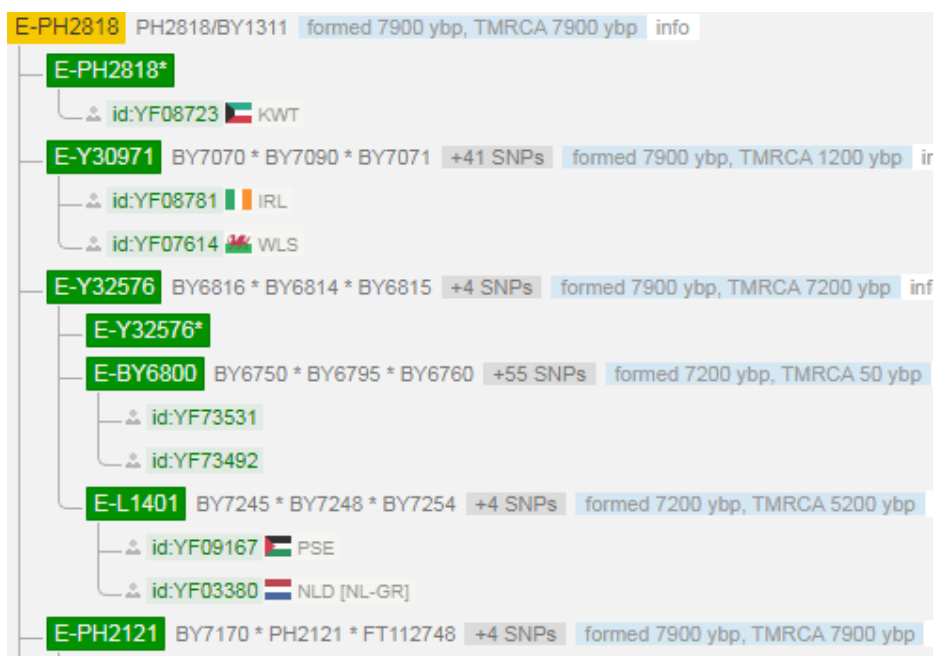 E-PH2818 PH2818/BY1311 formed 7900 ybp, TMRCA 7900 ybp info
E-PH2818*
id:YF08723 KWT
E-Y30971 BY7070 * BY7090 * BY7071 +41 SNPs formed 7900 ybp, TMRCA 1200 ybp
id:YF08781 IRL
id:YF07614 WLS
E-Y32576 BY6816 * BY6814 * BY6815 +4 SNPs formed 7900 ybp, TMRCA 7200 ybp inf
E-Y32576*
E-BY6800 BY6750 * BY6795 * BY6760 +55 SNPs formed 7200 ybp, TMRCA 50 ybp
id:YF73531
id:YF73492
E-L1401 BY7245 * BY7248 * BY7254 +4 SNPs formed 7200 ybp, TMRCA 5200 ybp
id:YF09167 PSE
id:YF03380 NLD [NL-GR]
E-PH2121 BY7170 * PH2121 * FT112748 +4 SNPs formed 7900 ybp, TMRCA 7900 ybp